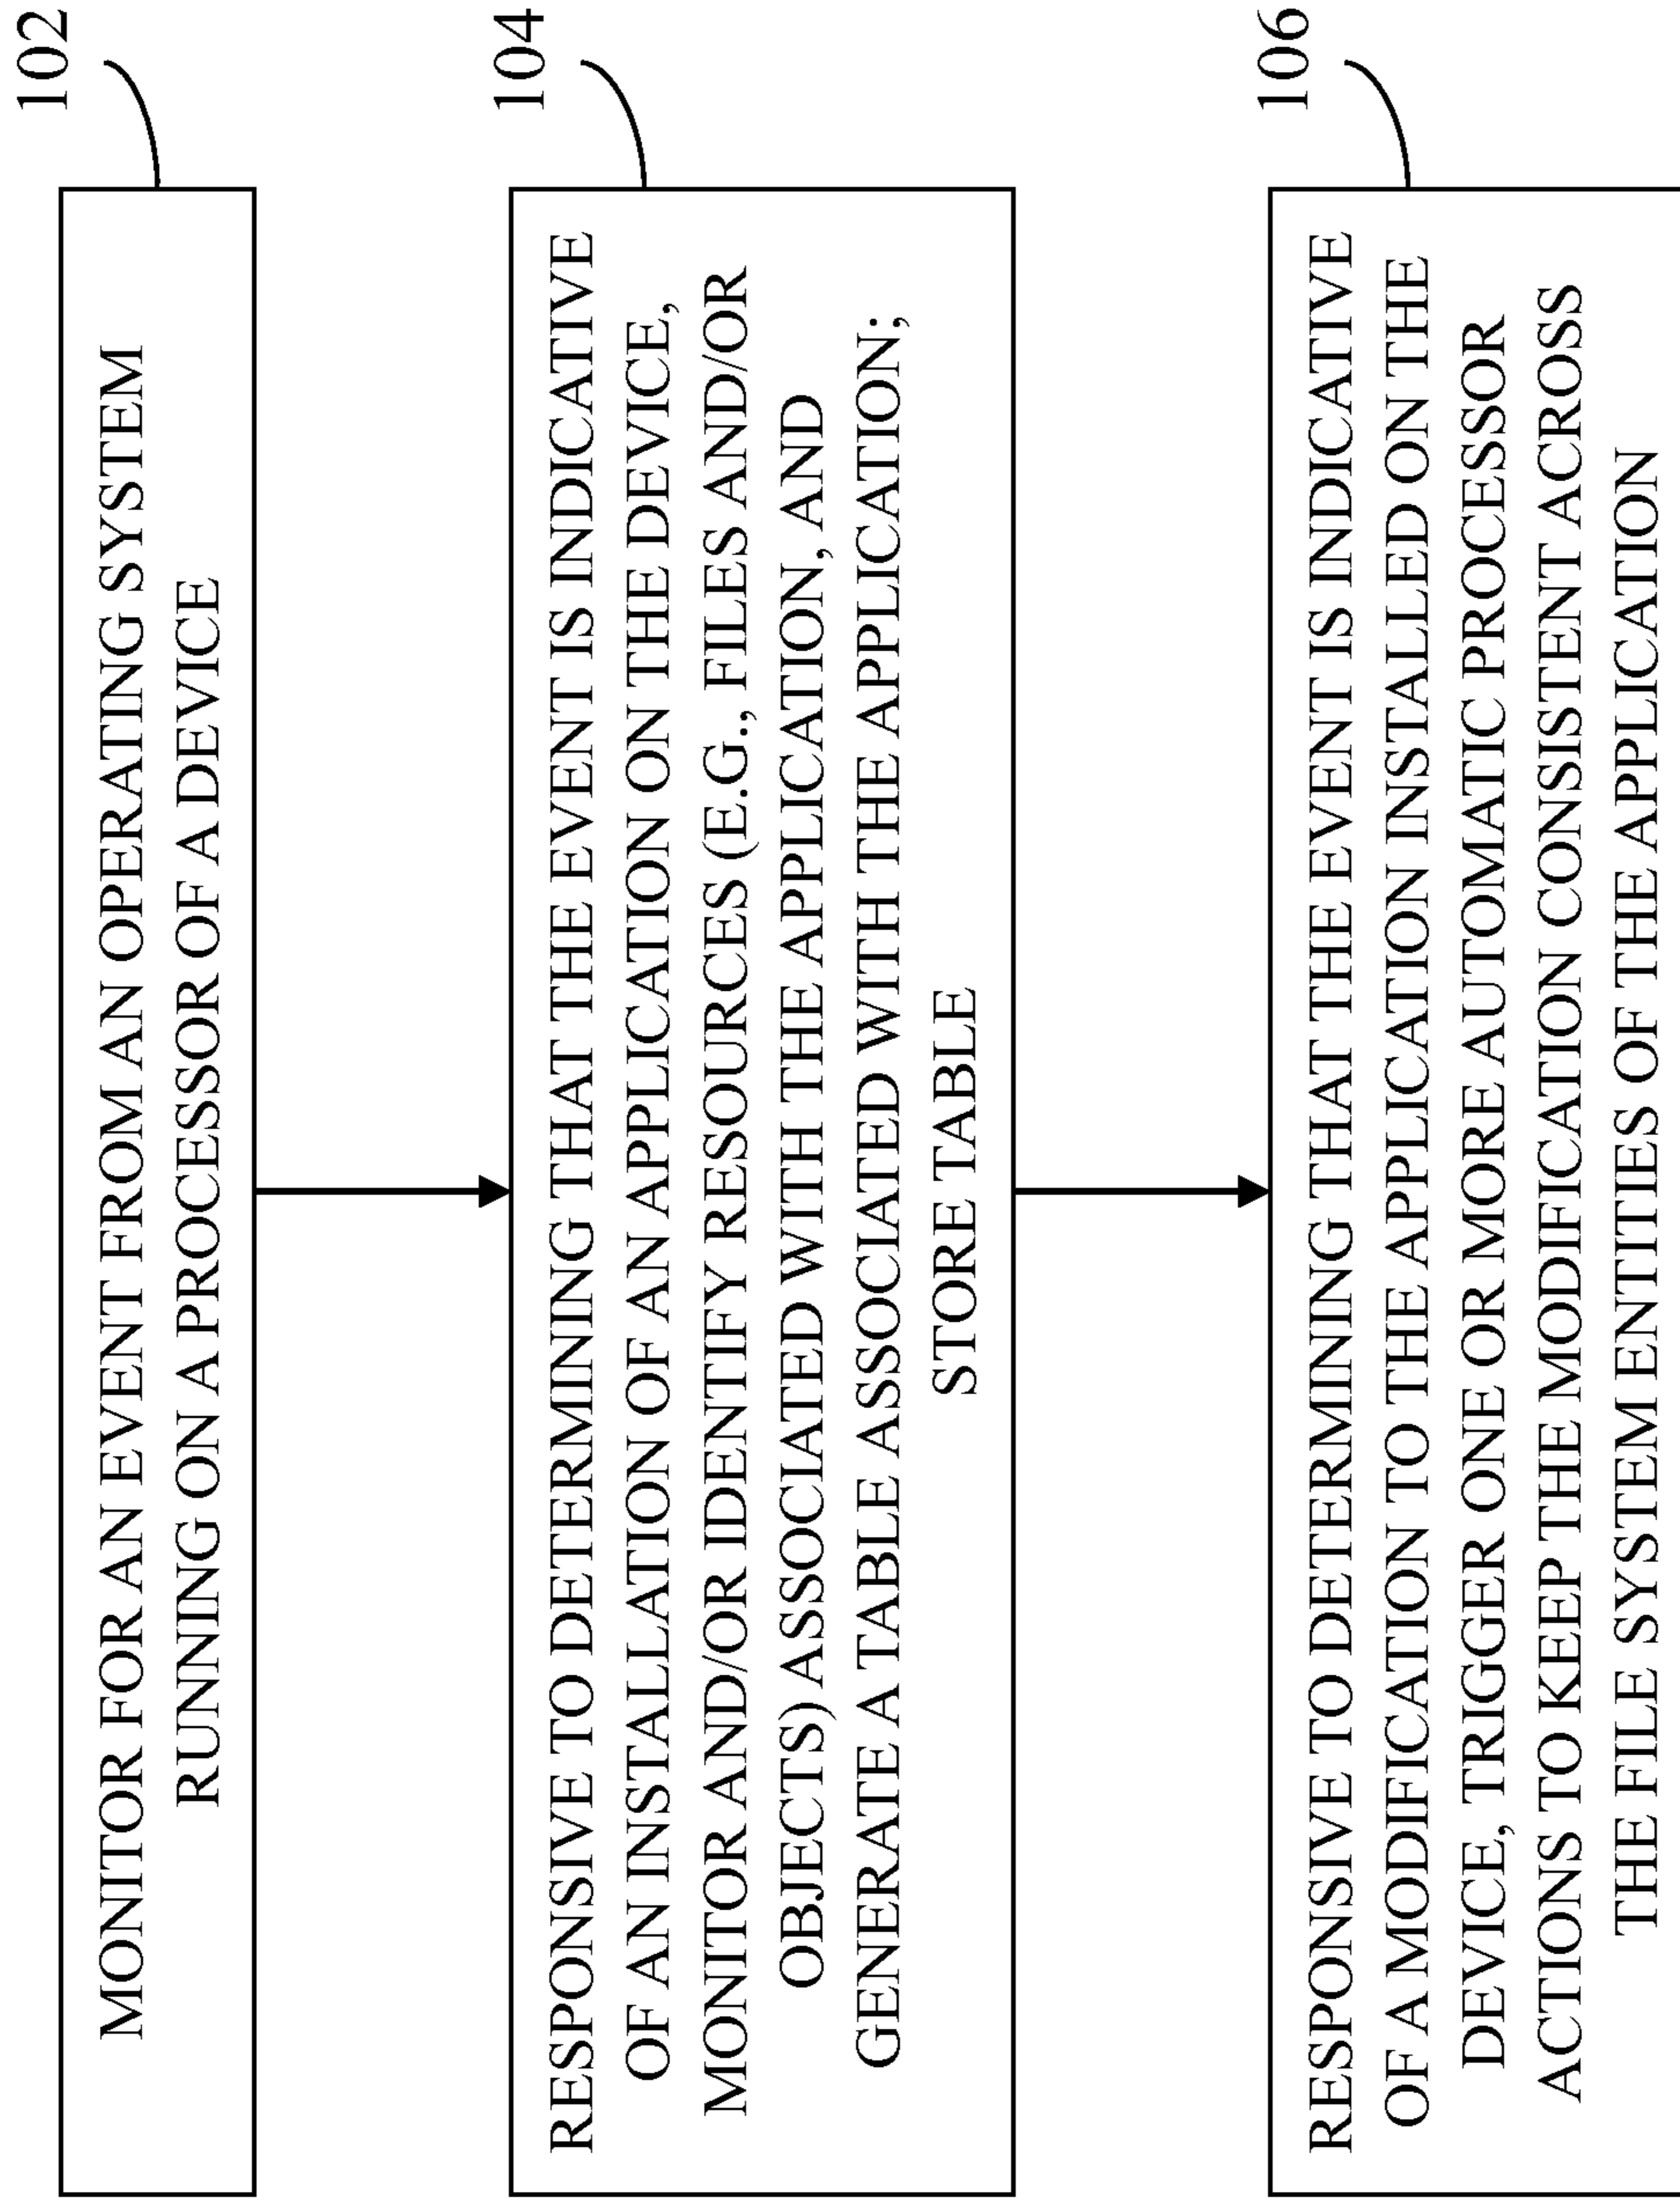 102
MONITOR FOR AN EVENT FROM AN OPERATING SYSTEM
RUNNING ON A PROCESSOR OF A DEVICE
104
RESPONSIVE TO DETERMINING THAT THE EVENT IS INDICATIVE
OF AN INSTALLATION OF AN APPLICATION ON THE DEVICE,
MONITOR AND/OR IDENTIFY RESOURCES (E.G., FILES AND/OR
OBJECTS) ASSOCIATED WITH THE APPLICATION, AND
GENERATE A TABLE ASSOCIATED WITH THE APPLICATION;
STORE TABLE
106
RESPONSIVE TO DETERMINING THAT THE EVENT IS INDICATIVE
OF A MODIFICATION TO THE APPLICATION INSTALLED ON THE
DEVICE, TRIGGER ONE OR MORE AUTOMATIC PROCESSOR
ACTIONS TO KEEP THE MODIFICATION CONSISTENT ACROSS
THE FILE SYSTEM ENTITIES OF THE APPLICATION